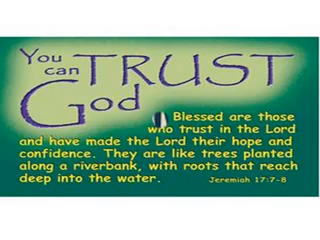 You can TRUST
God
Blessed are those
who trust in the Lord
and have made the Lord their hope and
confidence. They are like trees planted
along a riverbank, with roots that reach
deep into the water. Jeremiah 17:7-8